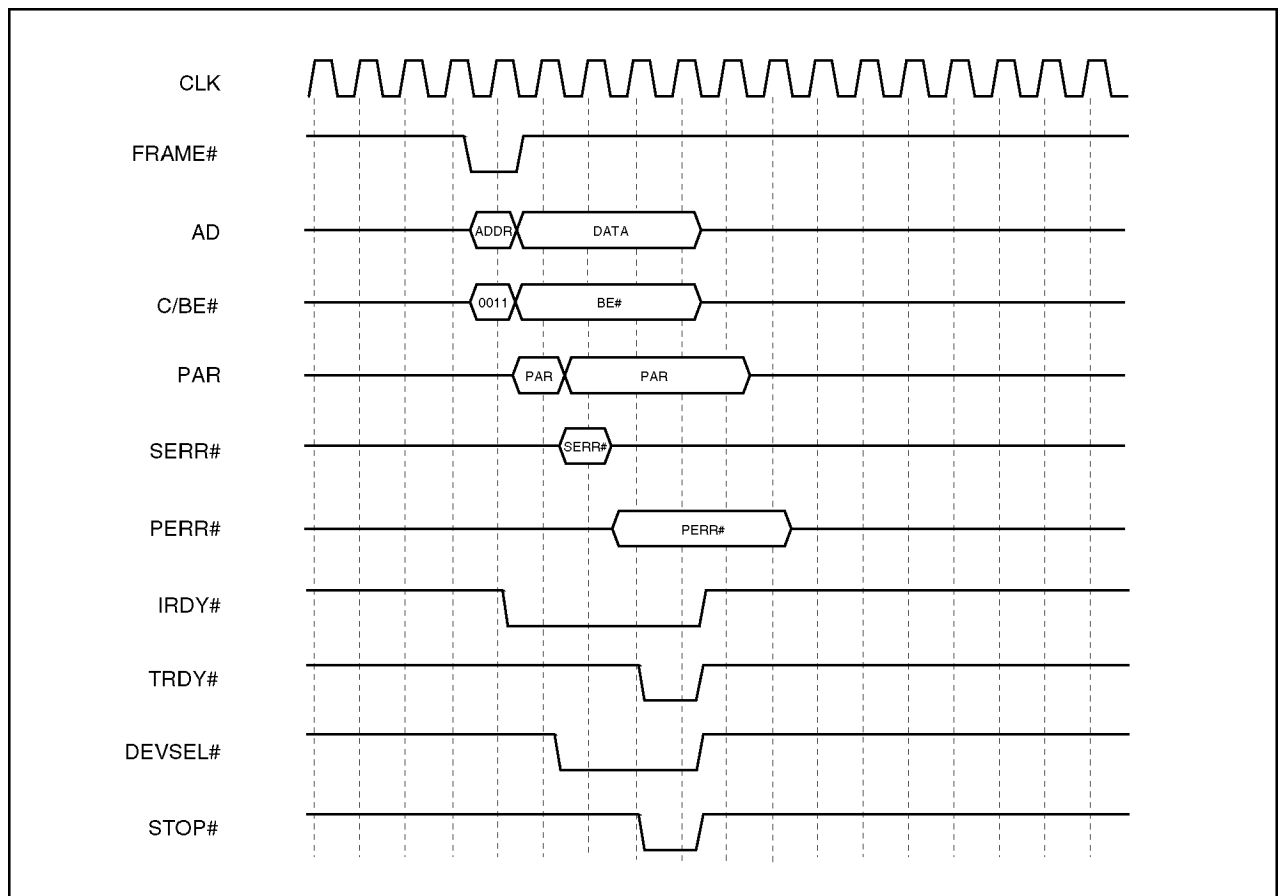 CLK
FRAME#
AD
ADDR DATA
C/BE#
0011 BE#
PAR
PAR PAR
SERR#
SERR#
PERR#
PERR#
IRDY#
TRDY#
DEVSEL#
STOP#